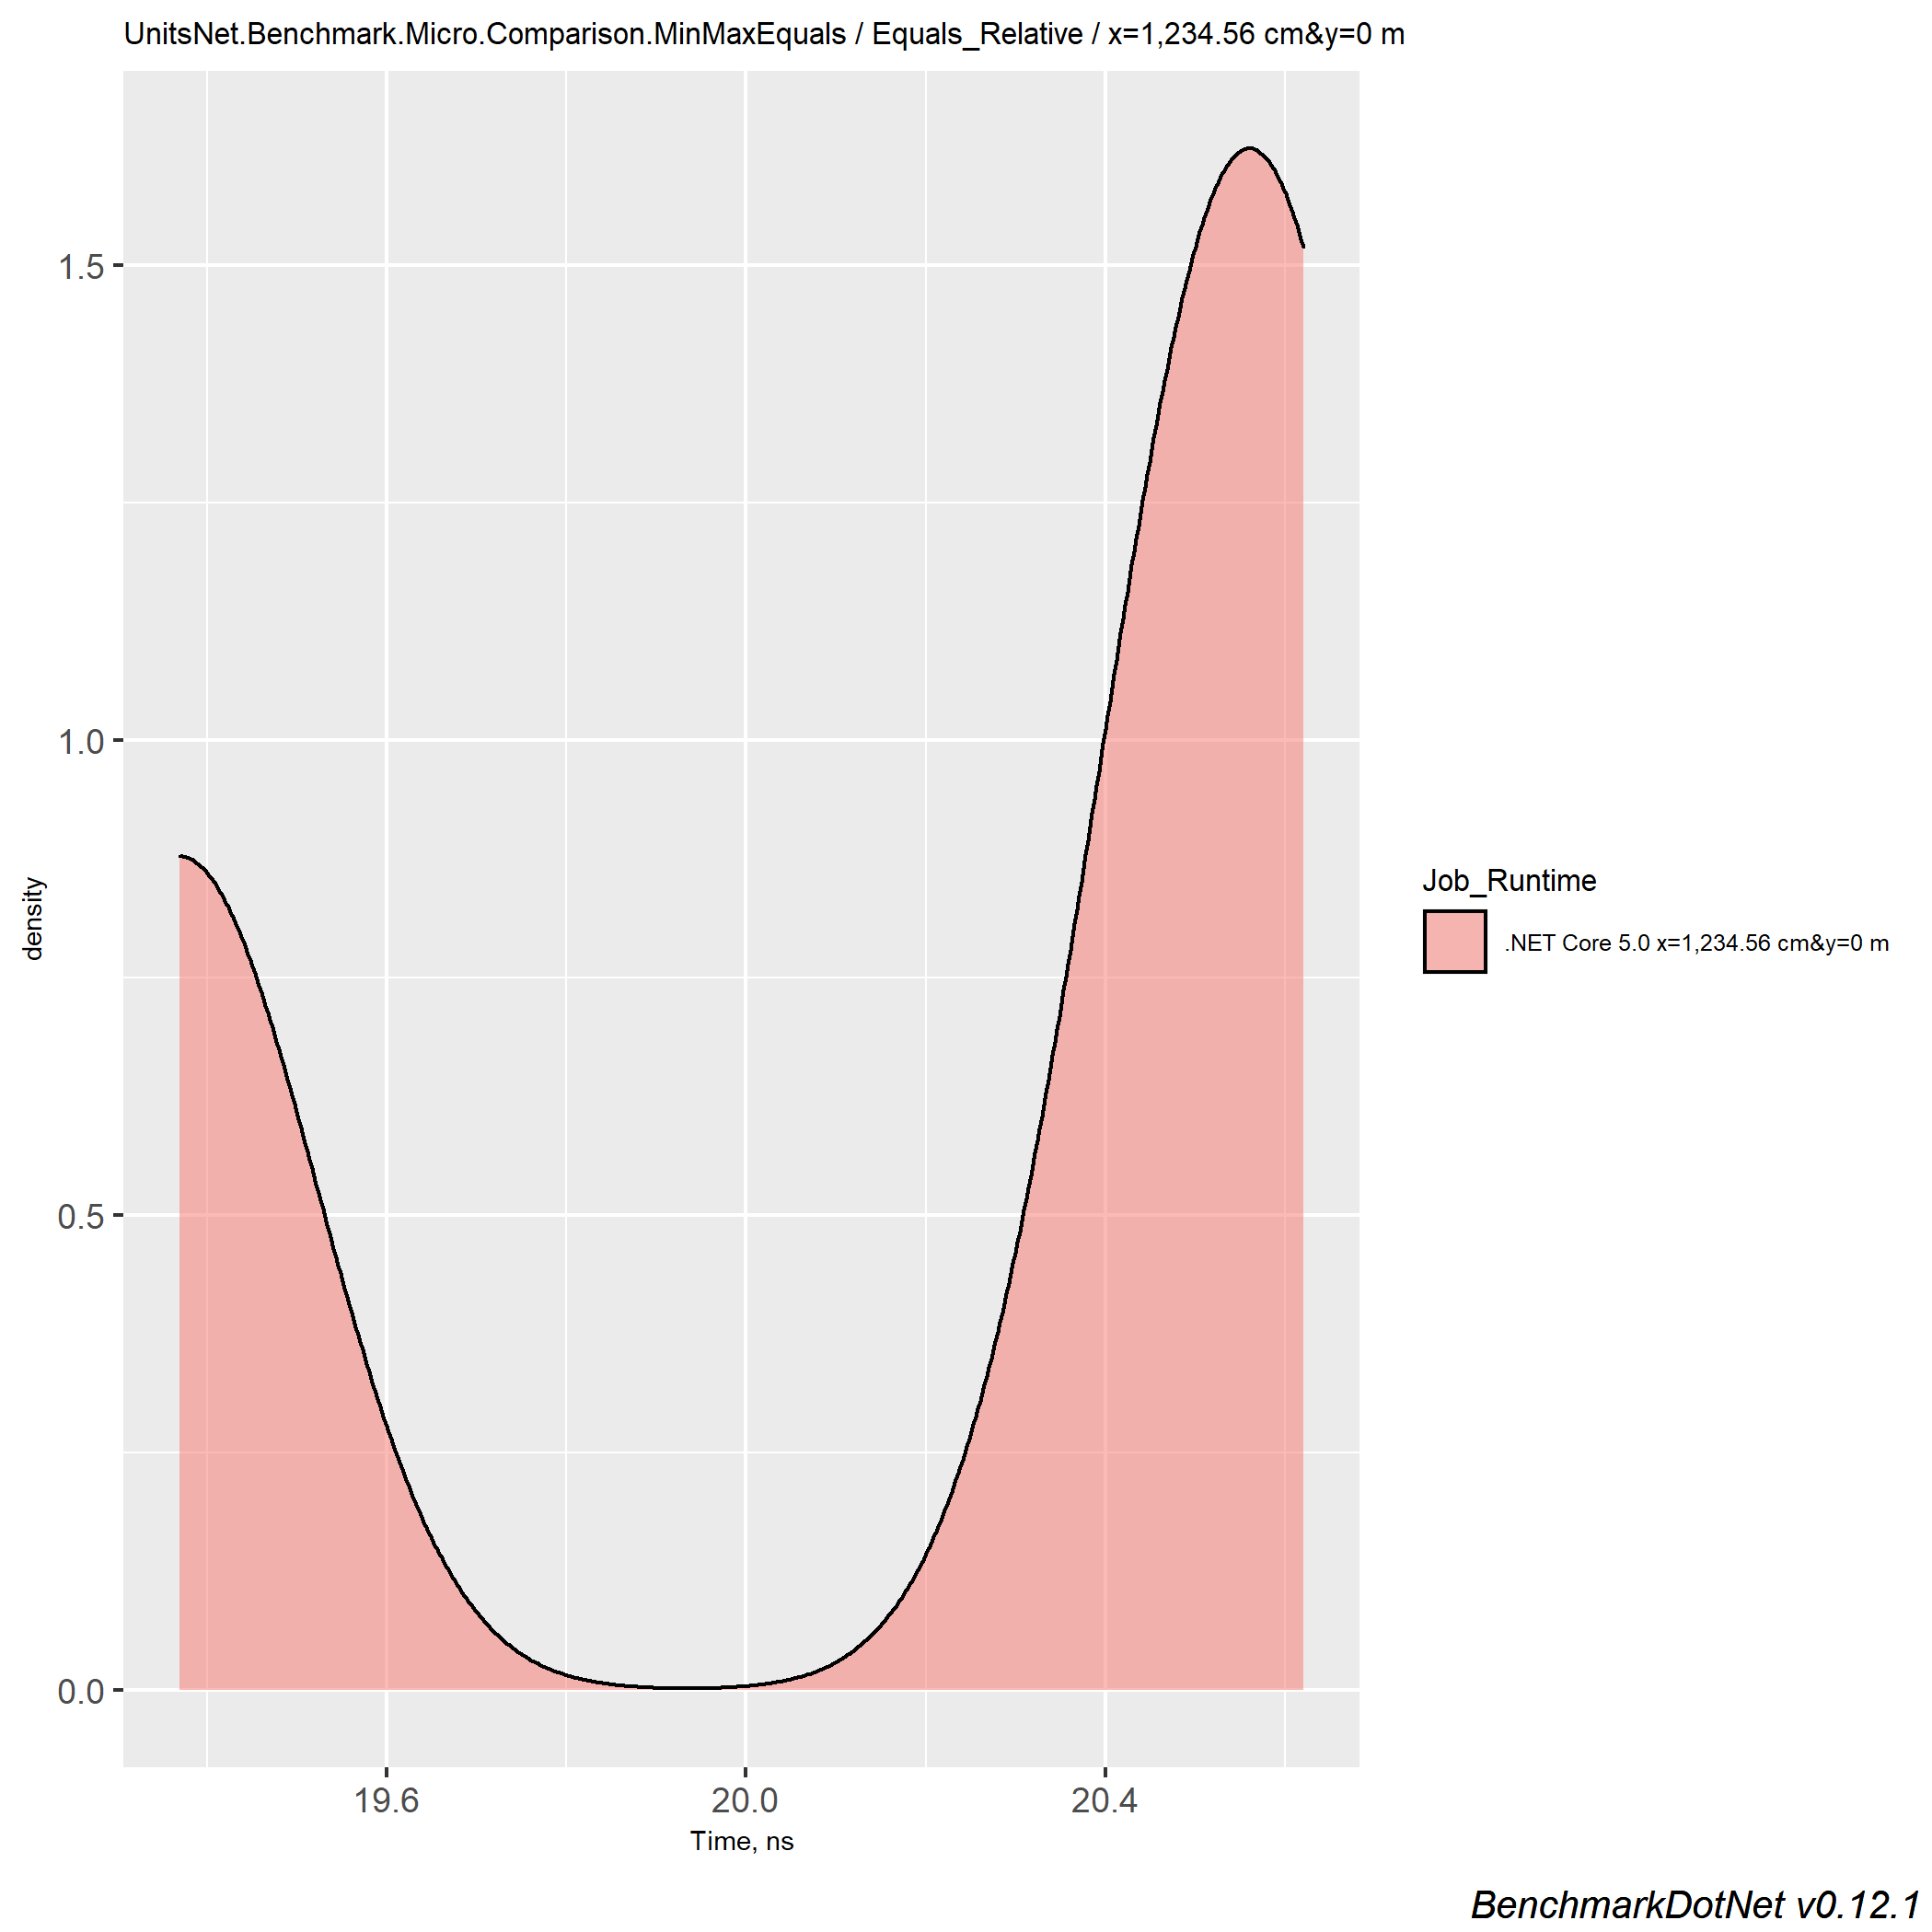 UnitsNet.Benchmark.Micro.Comparison.MinMaxEquals / Equals_Relative / x=1,234.56 cm&y=0 m
1.5
1.0
0.5
0.0
density
19.6 20.0 20.4
Time, ns
Job_Runtime
.NET Core 5.0 x=1,234.56 cm&y=0 m
BenchmarkDotNet v0.12.1